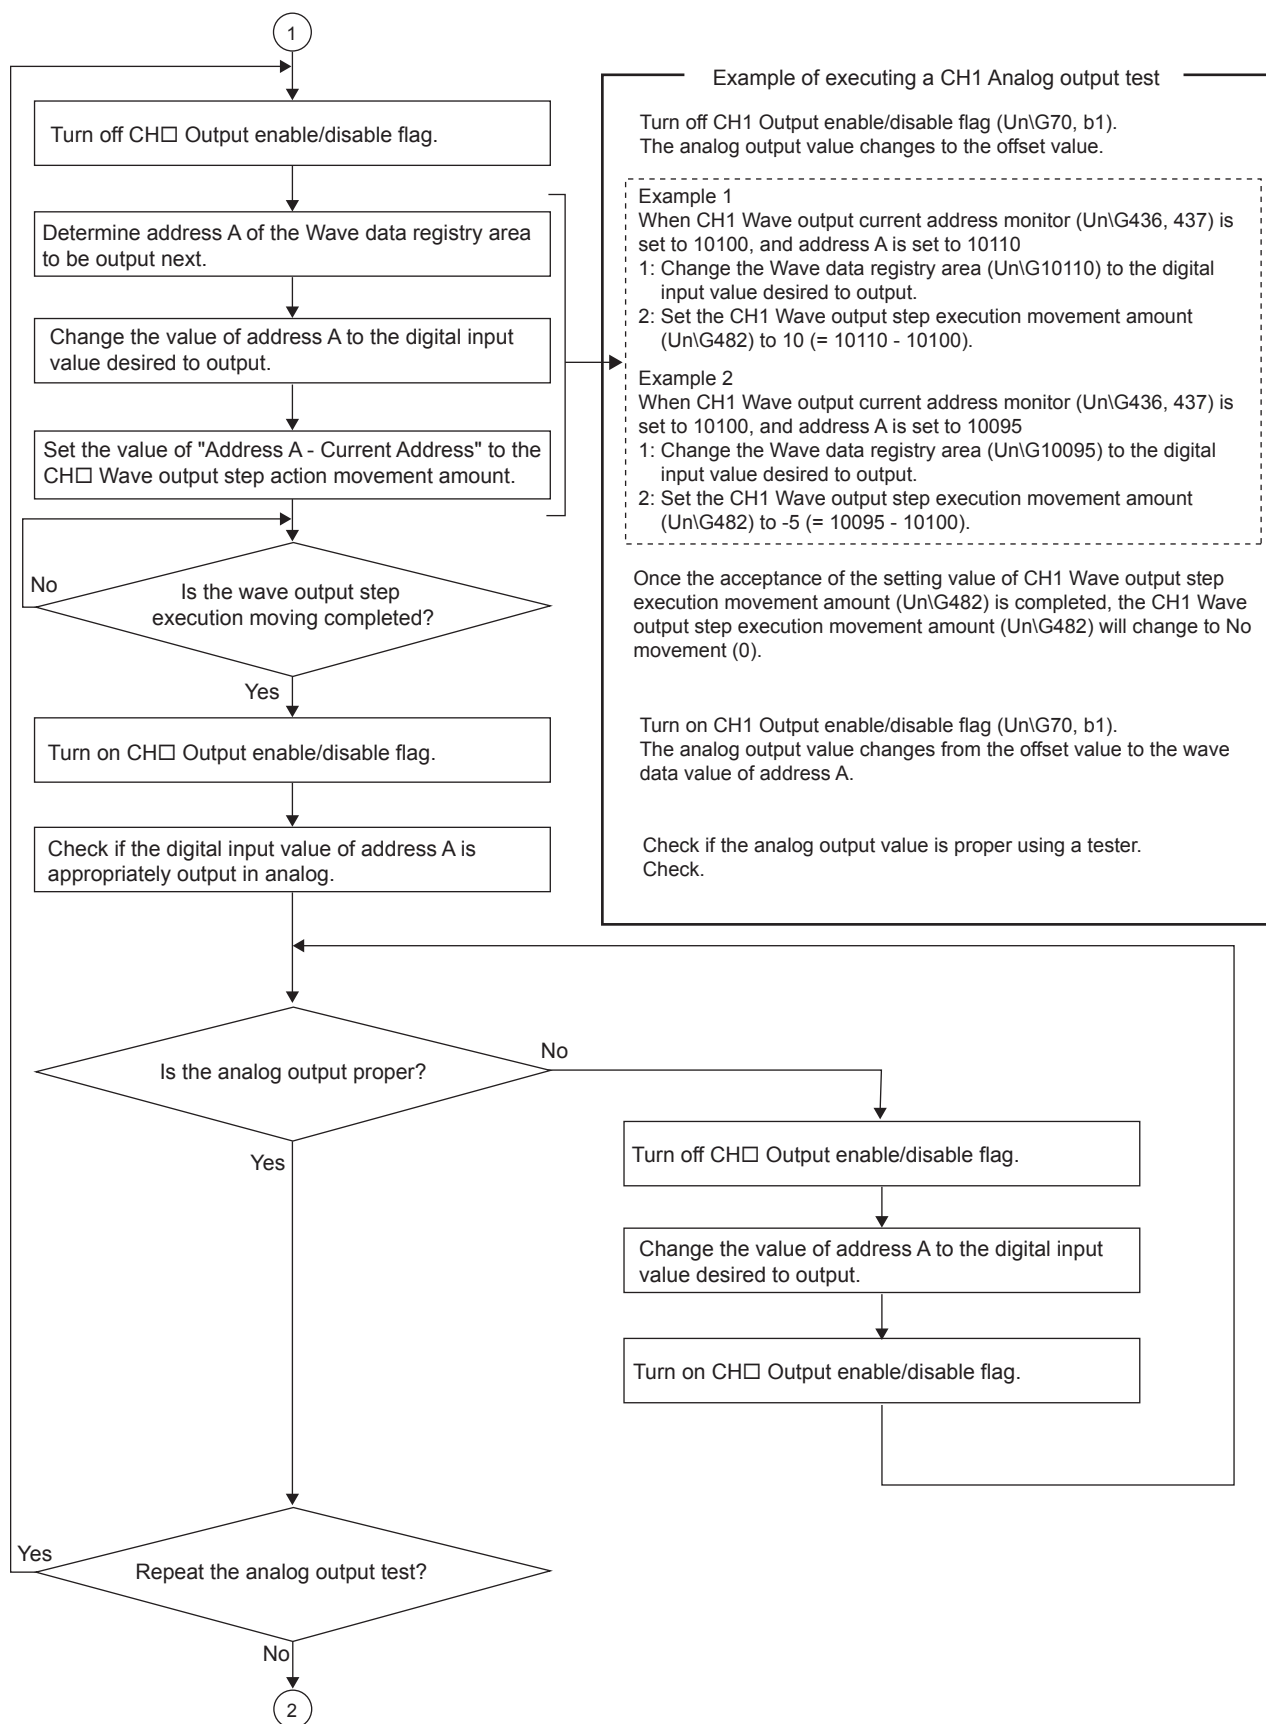 1
Turn off CH□ Output enable/disable flag.
Determine address A of the Wave data registry area
to be output next.
Change the value of address A to the digital input
value desired to output.
Set the value of "Address A - Current Address" to the
CH□ Wave output step action movement amount.
No
Is the wave output step
execution moving completed?
Yes
Turn on CH□ Output enable/disable flag.
Check if the digital input value of address A is
appropriately output in analog.
Example of executing a CH1 Analog output test
Turn off CH1 Output enable/disable flag (Un\G70, b1).
The analog output value changes to the offset value.
Example 1
When CH1 Wave output current address monitor (Un\G436, 437) is
set to 10100, and address A is set to 10110
1: Change the Wave data registry area (Un\G10110) to the digital
input value desired to output.
2: Set the CH1 Wave output step execution movement amount
(Un\G482) to 10 (= 10110 - 10100).
Example 2
When CH1 Wave output current address monitor (Un\G436, 437) is
set to 10100, and address A is set to 10095
1: Change the Wave data registry area (Un\G10095) to the digital
input value desired to output.
2: Set the CH1 Wave output step execution movement amount
(Un\G482) to -5 (= 10095 - 10100).
Once the acceptance of the setting value of CH1 Wave output step
execution movement amount (Un\G482) is completed, the CH1 Wave
output step execution movement amount (Un\G482) will change to No
movement (0).
Turn on CH1 Output enable/disable flag (Un\G70, b1).
The analog output value changes from the offset value to the wave
data value of address A.
Check if the analog output value is proper using a tester.
Check.
Is the analog output proper?
No
Yes
Turn off CH□ Output enable/disable flag.
Change the value of address A to the digital input
value desired to output.
Turn on CH□ Output enable/disable flag.
Yes
Repeat the analog output test?
No
2